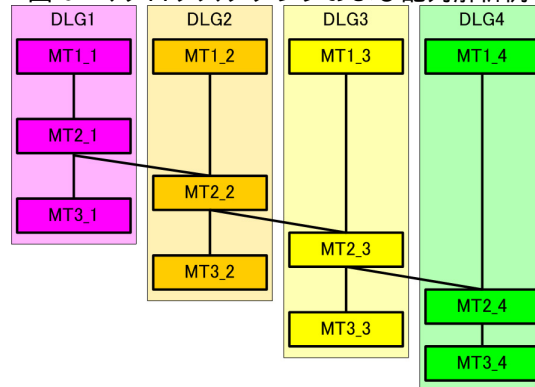 DLG1 DLG2 DLG3 DLG4
MT1_1 MT1_2 MT1_3 MT1_4
MT2_1
MT2_2
MT3_1
MT2_3
MT3_2
MT2_4
MT3_3
MT3_4